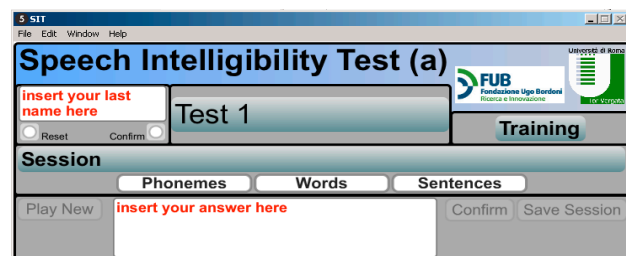 5 SIT
File Edit Window Help
Speech Intelligibility Test (a)
FUB
Fondazione Ugo Bordoni
Ricerca e Innovazione
Università di Roma
Tor Vergata
insert your last
name here
Reset Confirm
Test 1
Training
Session
Phonemes Words Sentences
Play New
insert your answer here
Confirm Save Session